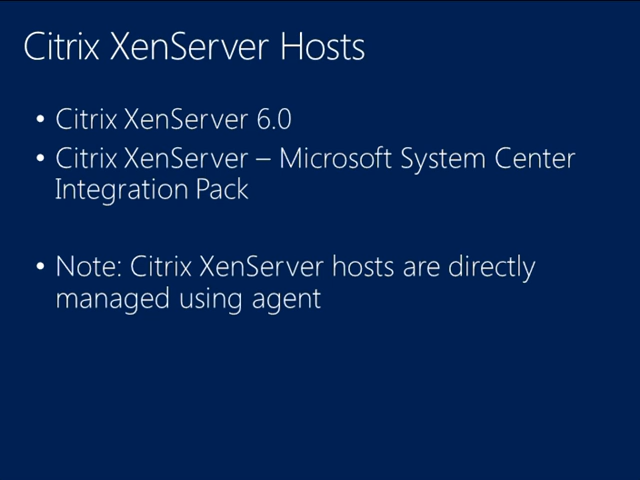 Citrix XenServer Hosts
• Citrix XenServer 6.0
• Citrix XenServer – Microsoft System Center
Integration Pack
• Note: Citrix XenServer hosts are directly
managed using agent